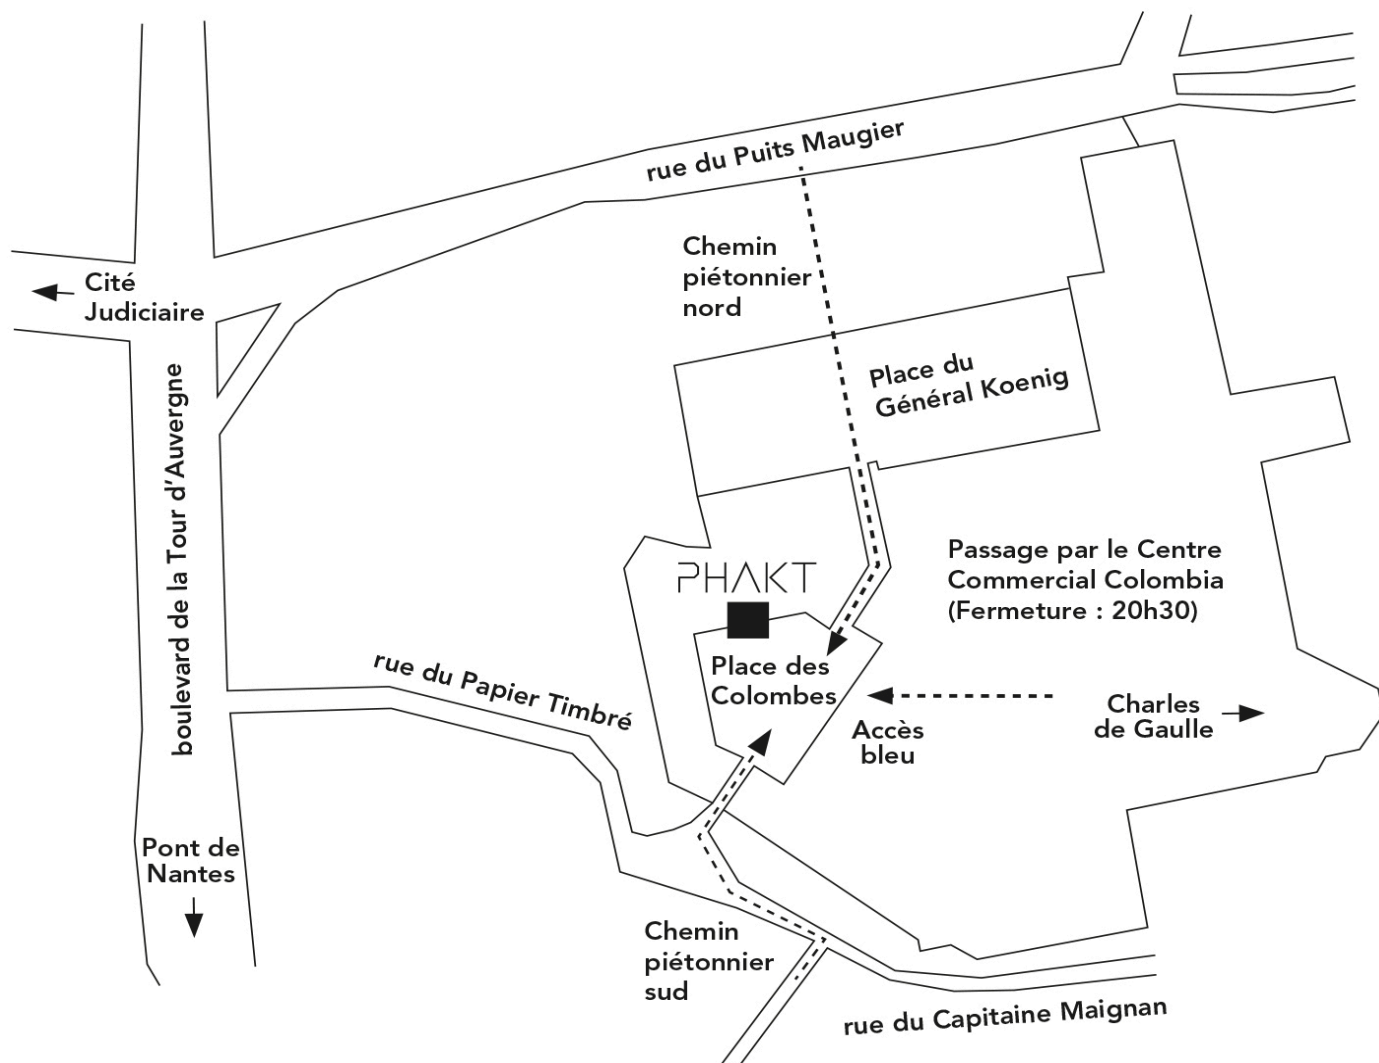 rue du Puits Maugier
Chemin
piétonnier
nord
Cité
Judiciaire
Place du
Général Koenig
boulevard de la Tour d'Auvergne
PHAKT
Passage par le Centre
Commercial Colombia
(Fermeture : 20h30)
rue du Papier Timbré
Place des
Colombes
Accès
bleu
Charles
de Gaulle
Pont de
Nantes
Chemin
piétonnier
sud
rue du Capitaine Maignan